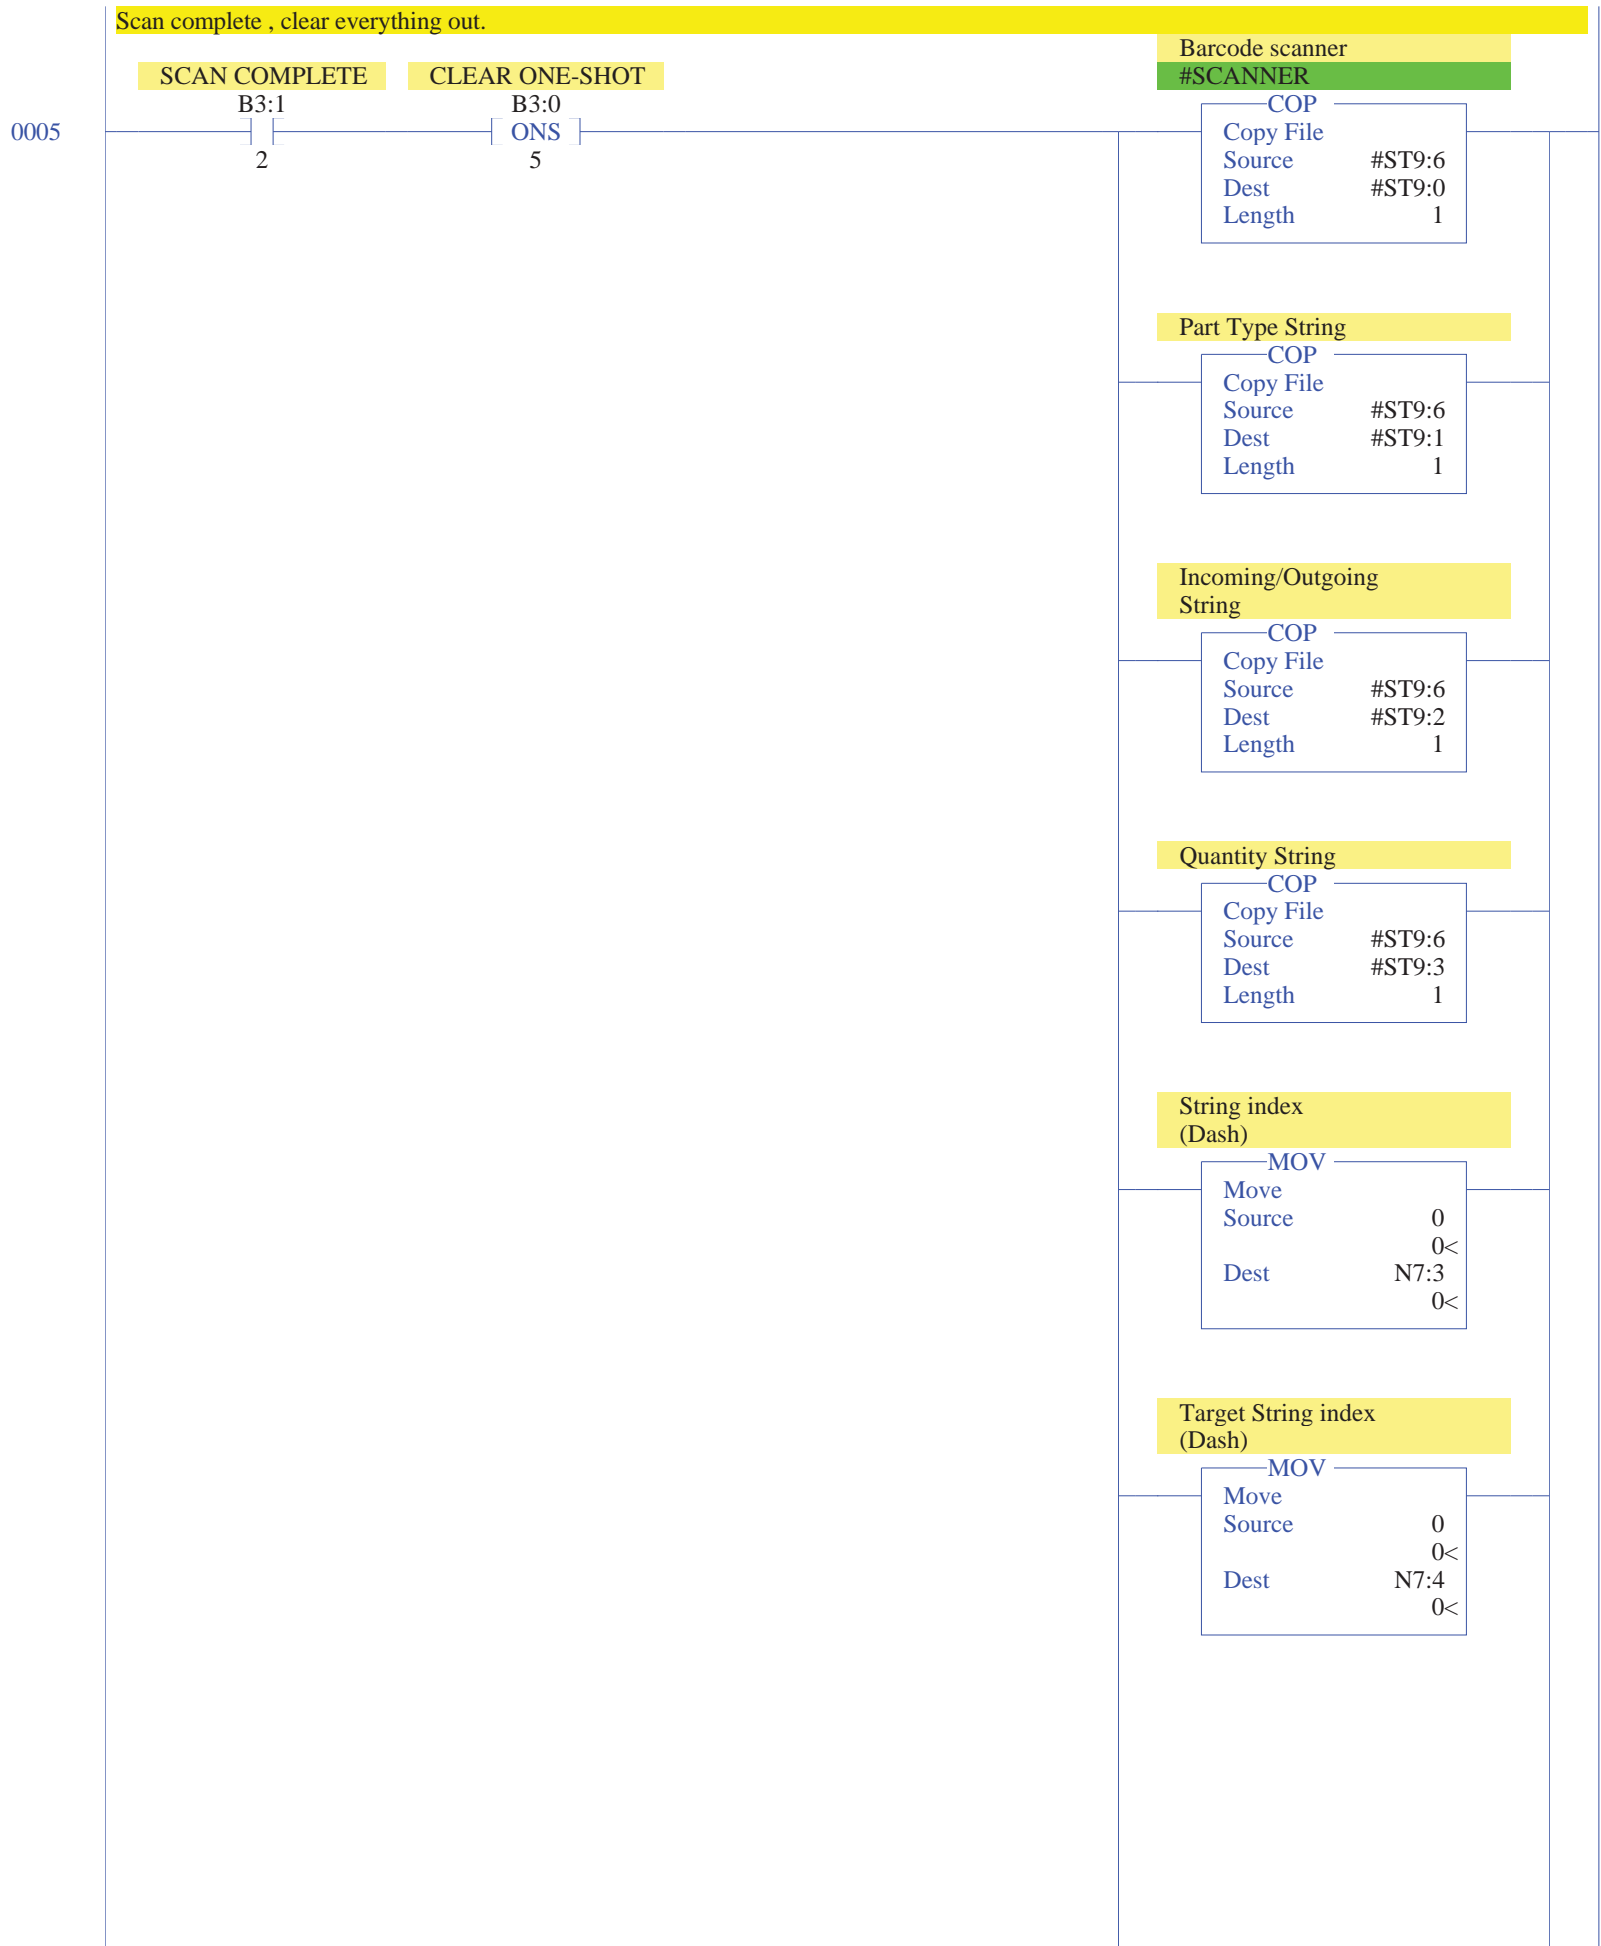 Scan complete , clear everything out.
SCAN COMPLETE
B3:1
2
CLEAR ONE-SHOT
B3:0
ONS
5
0005
Barcode scanner
#SCANNER
COP
Copy File
Source #ST9:6
Dest #ST9:0
Length 1
Part Type String
COP
Copy File
Source #ST9:6
Dest #ST9:1
Length 1
Incoming/Outgoing
String
COP
Copy File
Source #ST9:6
Dest #ST9:2
Length 1
Quantity String
COP
Copy File
Source #ST9:6
Dest #ST9:3
Length 1
String index
(Dash)
MOV
Move
Source 0
0<
Dest N7:3
0<
Target String index
(Dash)
MOV
Move
Source 0
0<
Dest N7:4
0<